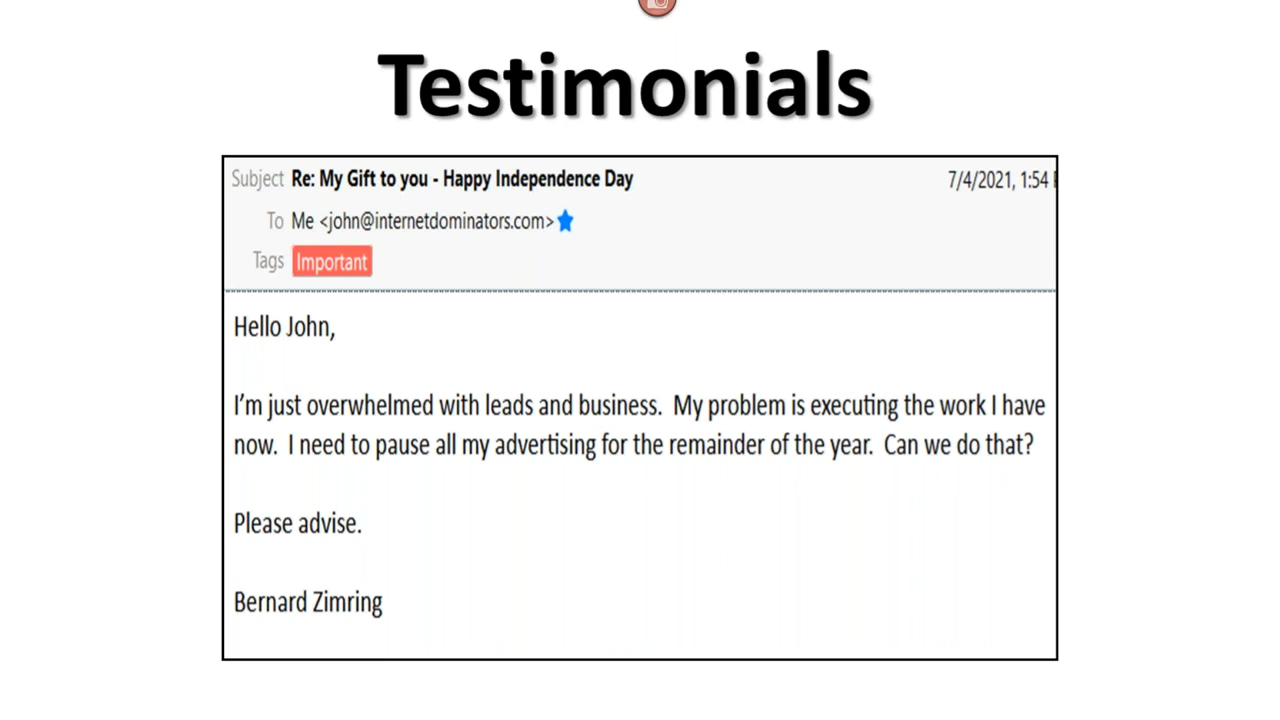 Testimonials
Subject Re: My Gift to you - Happy Independence Day 7/4/2021, 1:54
To Me <john@internetdominators.com>
Tags Important
Hello John,
I'm just overwhelmed with leads and business. My problem is executing the work I have
now. I need to pause all my advertising for the remainder of the year. Can we do that?
Please advise.
Bernard Zimring